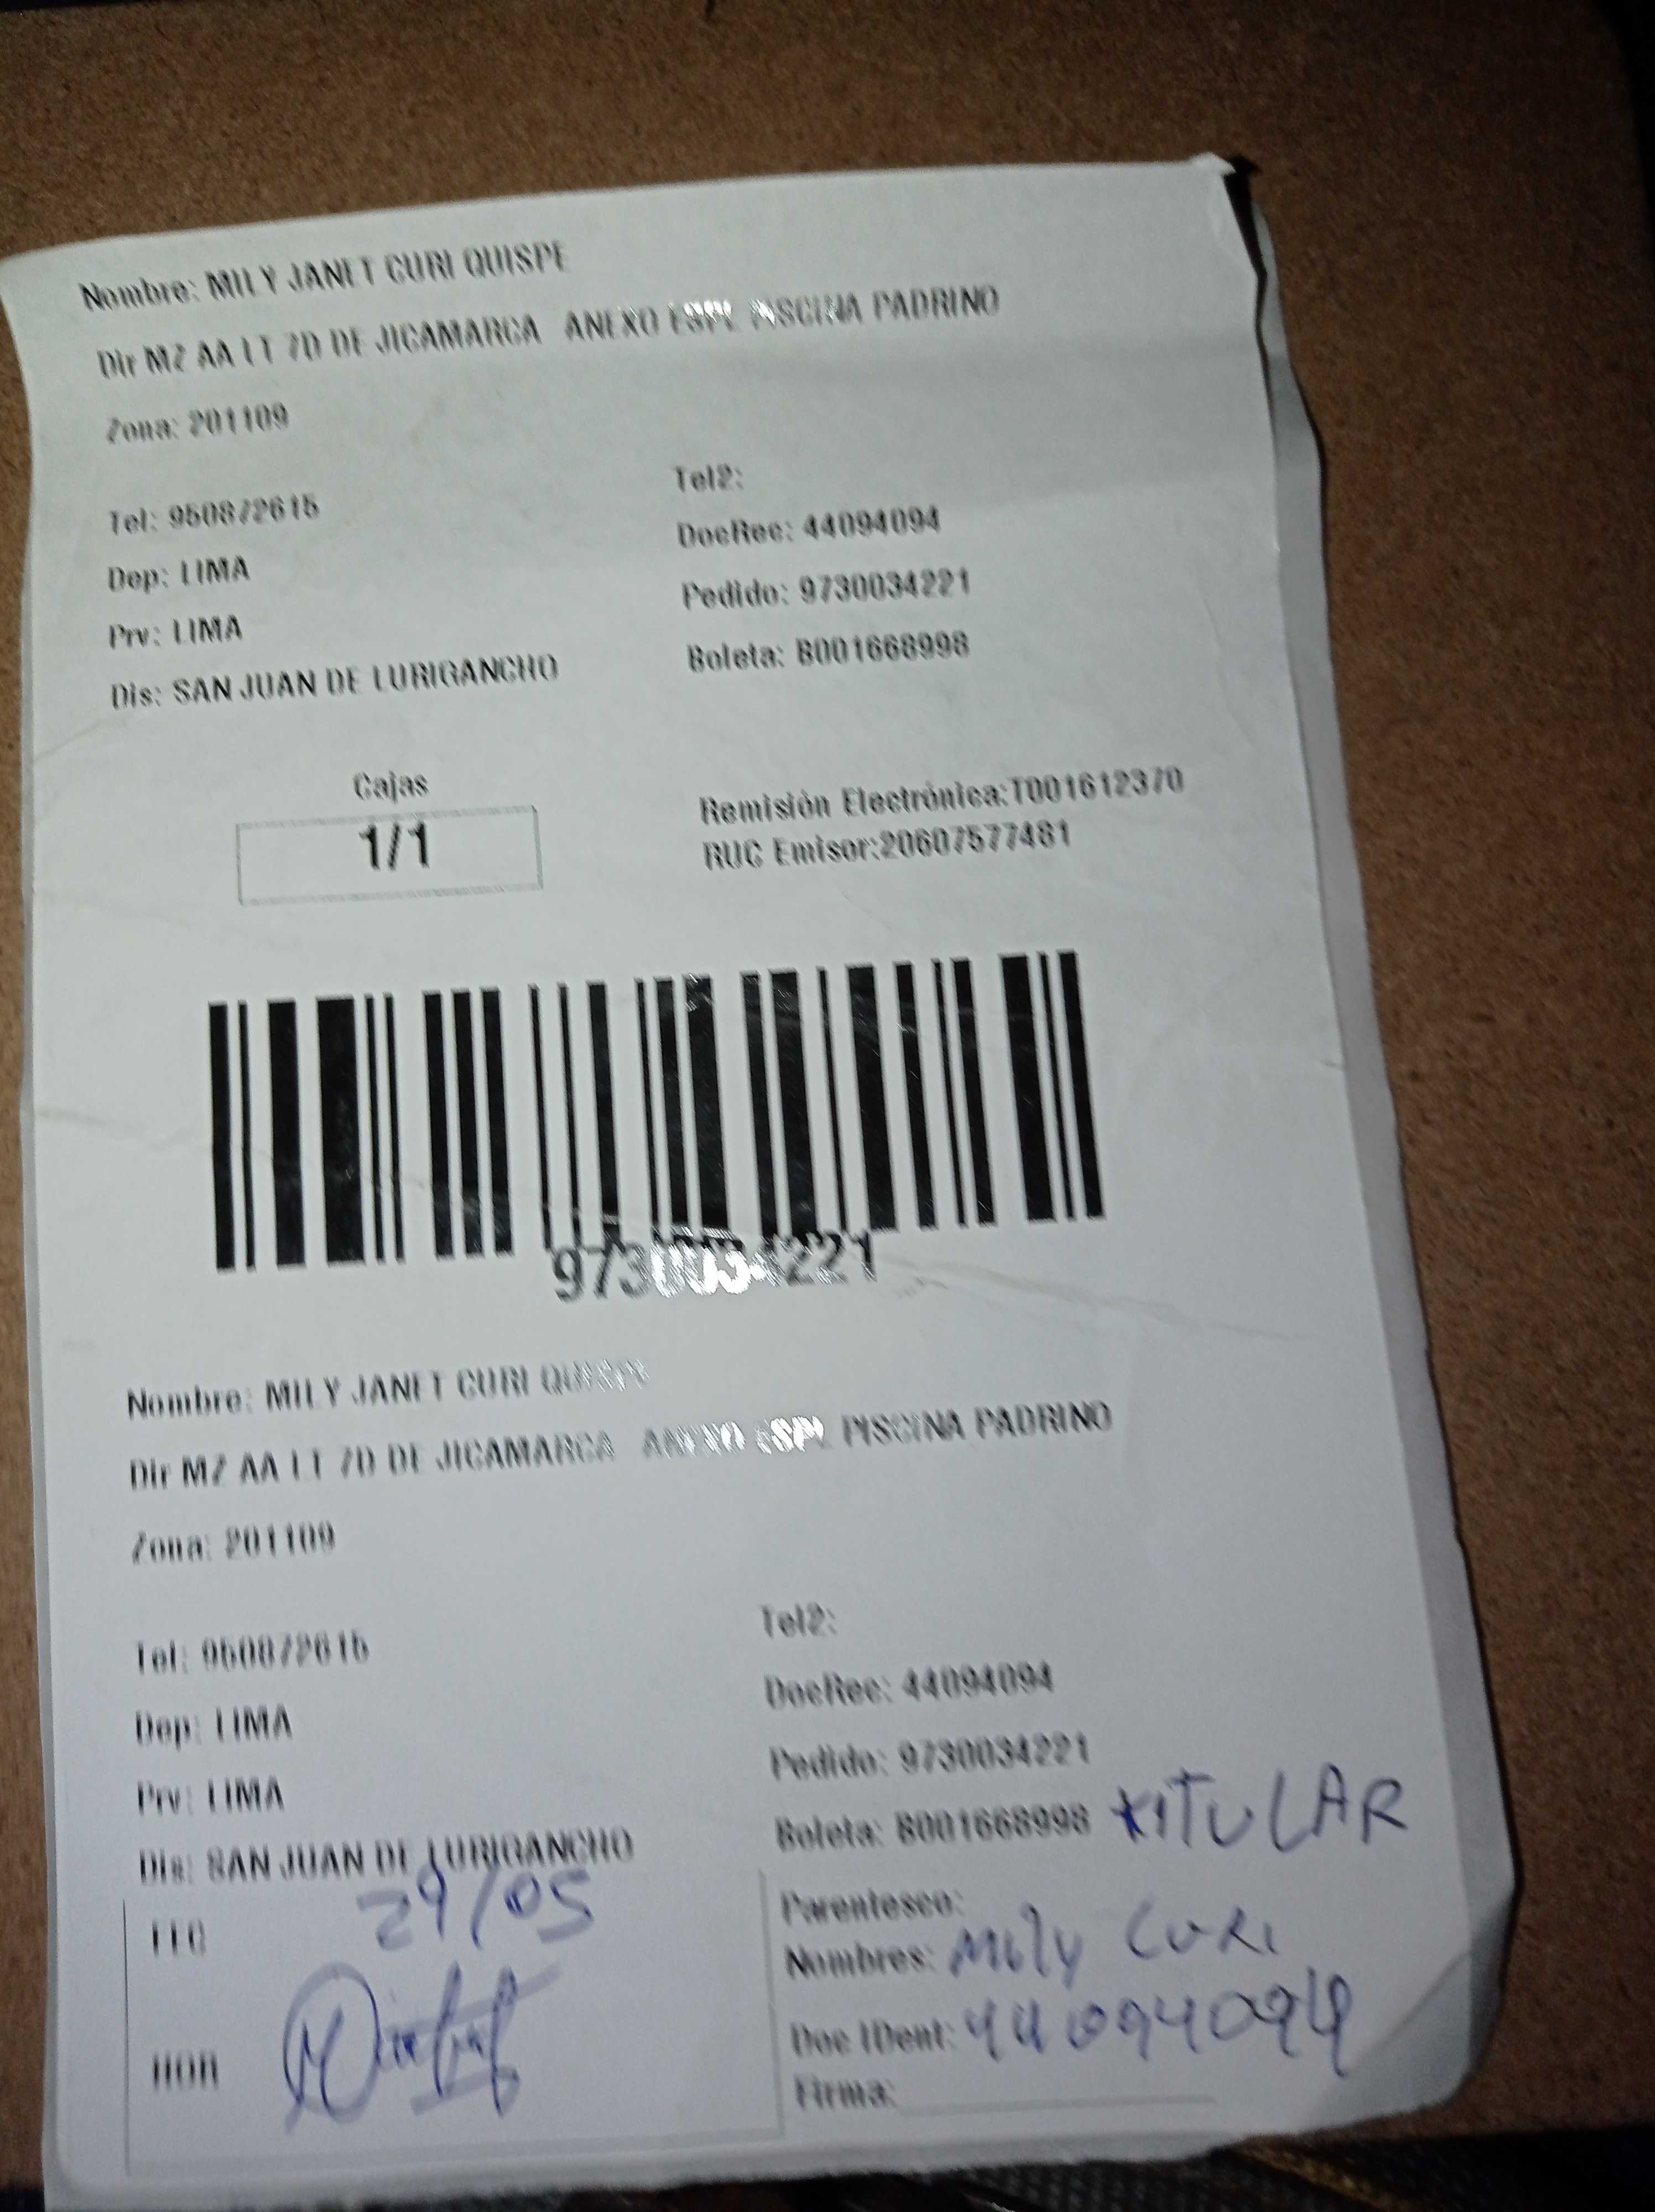 Nombre: MILY JANET CURI QUISPE
Dir MZ AA LT 7D DE JICAMARCA ANEXO ESPL PISCINA PADRINO
Zona: 201109
Tel: 950872615
Tel2:
Dep: LIMA
DocRec: 44094094
Prv: LIMA
Pedido: 9730034221
Dis: SAN JUAN DE LURIGANCHO
Boleta: B001668998
Cajas
1/1
Remisión Electrónica:T001612370
RUC Emisor:20607577481
9730034221
Nombre: MILY JANET CURI QUISPE
Dir MZ AA LT 7D DE JICAMARCA ANEXO ESPL PISCINA PADRINO
Zona: 201109
Tel: 950872615
Tel2:
Dep: LIMA
DocRec: 44094094
Prv: LIMA
Pedido: 9730034221
Dis: SAN JUAN DE LURIGANCHO
Boleta: B001668998 TITULAR
FEC 29/05
Parentesco:
Nombres: Mily CURI
HOR
Doc IDent: 44094094
Firma: